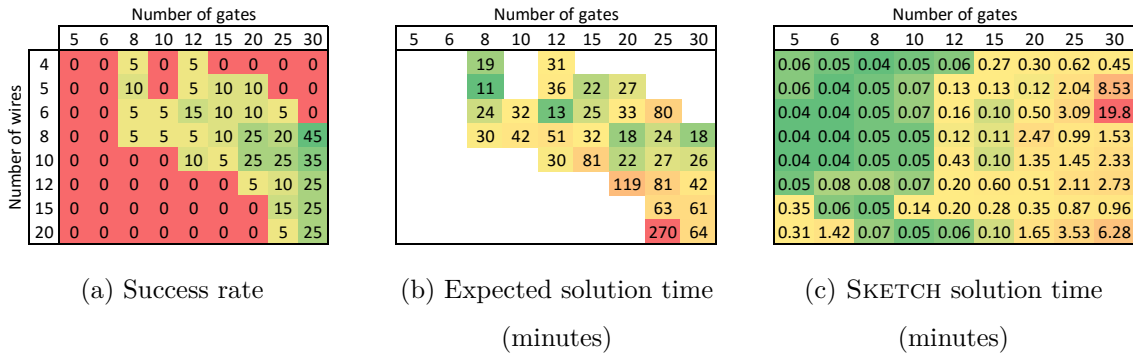 Number of gates
5 6 8 10 12 15 20 25 30
Number of wires
4 0 0 5 0 5 0 0 0 0
5 0 0 10 0 5 10 10 0 0
6 0 0 5 5 15 10 10 5 0
8 0 0 5 5 5 10 25 20 45
10 0 0 0 0 10 5 25 25 35
12 0 0 0 0 0 0 5 10 25
15 0 0 0 0 0 0 0 15 25
20 0 0 0 0 0 0 0 5 25
(a) Success rate
Number of gates
5 6 8 10 12 15 20 25 30
19 31
11 36 22 27
24 32 13 25 33 80
30 42 51 32 18 24 18
30 81 22 27 26
119 81 42
63 61
270 64
(b) Expected solution time
(minutes)
Number of gates
5 6 8 10 12 15 20 25 30
0.06 0.05 0.04 0.05 0.06 0.27 0.30 0.62 0.45
0.06 0.04 0.05 0.07 0.13 0.13 0.12 2.04 8.53
0.04 0.04 0.05 0.07 0.16 0.10 0.50 3.09 19.8
0.04 0.04 0.05 0.05 0.12 0.11 2.47 0.99 1.53
0.04 0.04 0.05 0.05 0.43 0.10 1.35 1.45 2.33
0.05 0.08 0.08 0.07 0.20 0.60 0.51 2.11 2.73
0.35 0.06 0.05 0.14 0.20 0.28 0.35 0.87 0.96
0.31 1.42 0.07 0.05 0.06 0.10 1.65 3.53 6.28
(c) SKETCH solution time
(minutes)